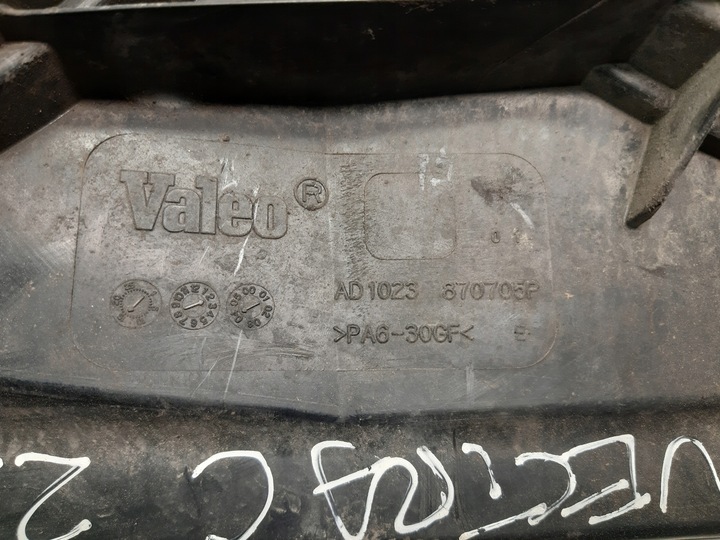 Valeo®
AD1023 870705P
>PA6-30GF<
VECTRA C 2